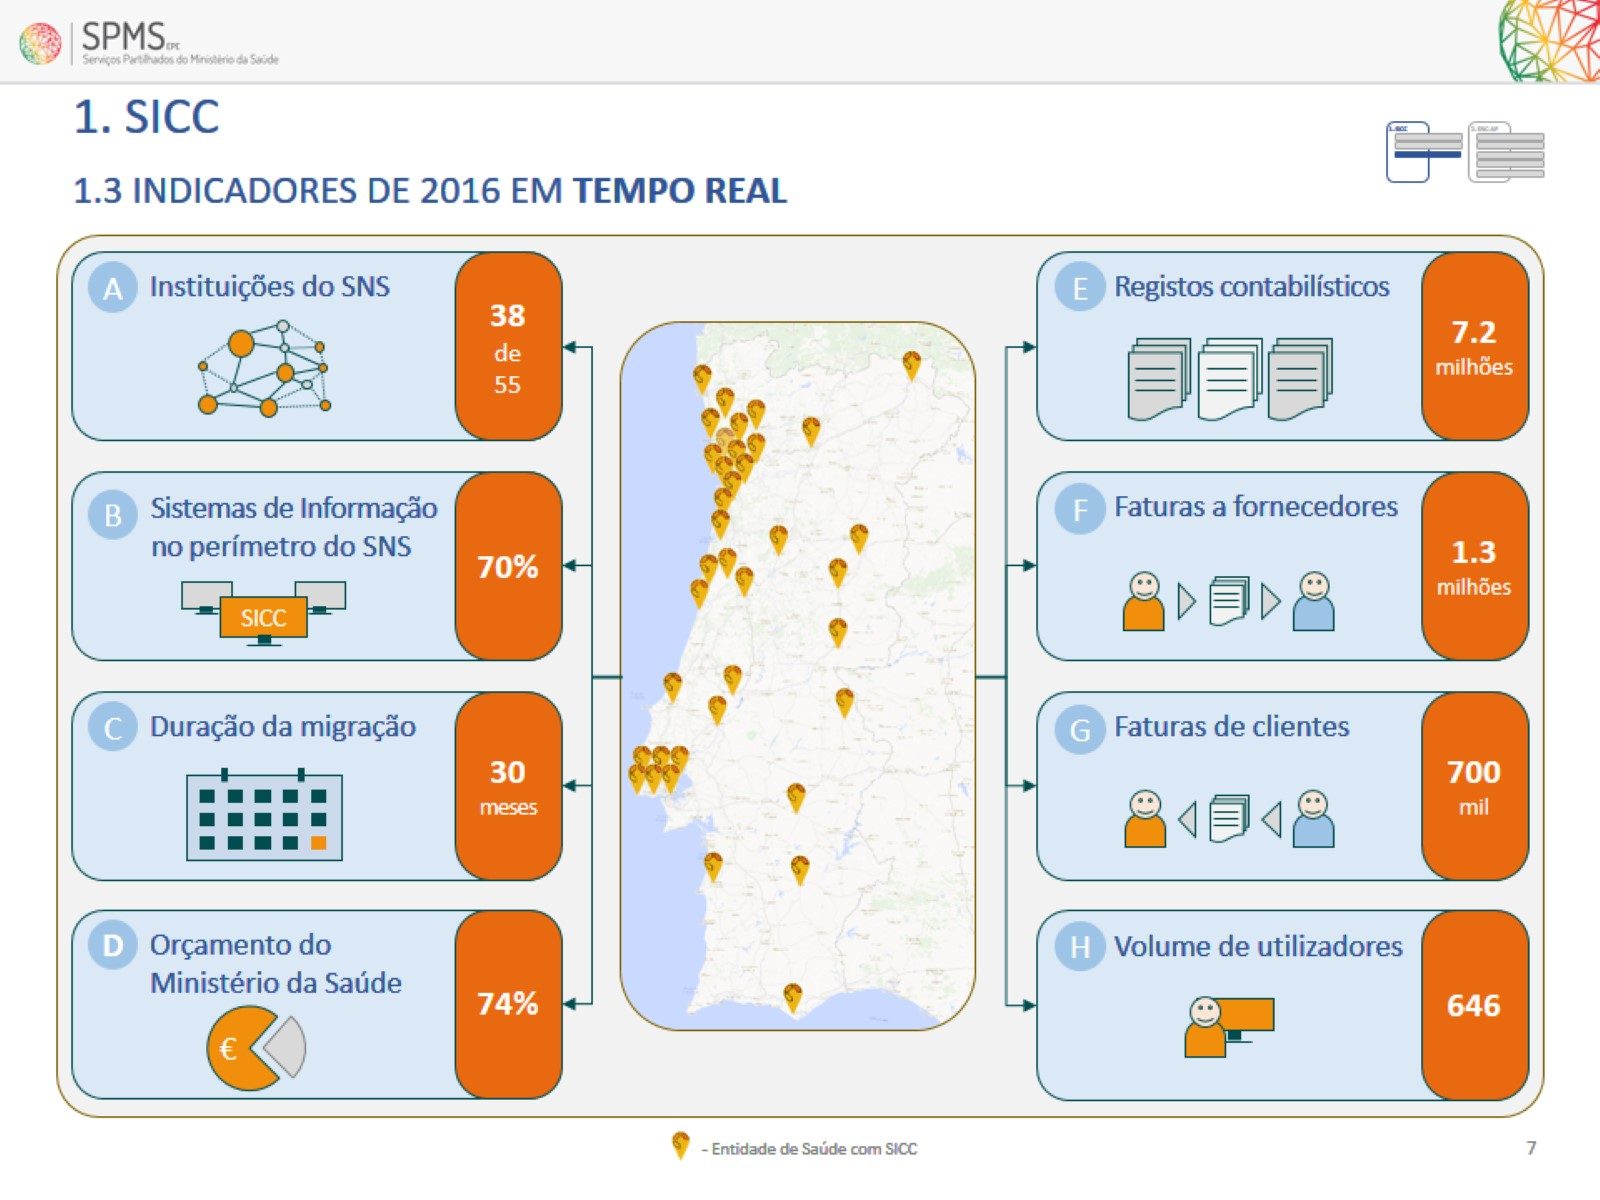 SPMS EPE
Serviços Partilhados do Ministério da Saúde
1. SICC
1. SICC
1.3 INDICADORES DE 2016 EM TEMPO REAL
A
Instituições do SNS
38
de
55
B
Sistemas de Informação
no perímetro do SNS
SICC
70%
C
Duração da migração
30
meses
D
Orçamento do
Ministério da Saúde
€
74%
E
Registos contabilísticos
7.2
milhões
F
Faturas a fornecedores
1.3
milhões
G
Faturas de clientes
700
mil
H
Volume de utilizadores
646
- Entidade de Saúde com SICC
7